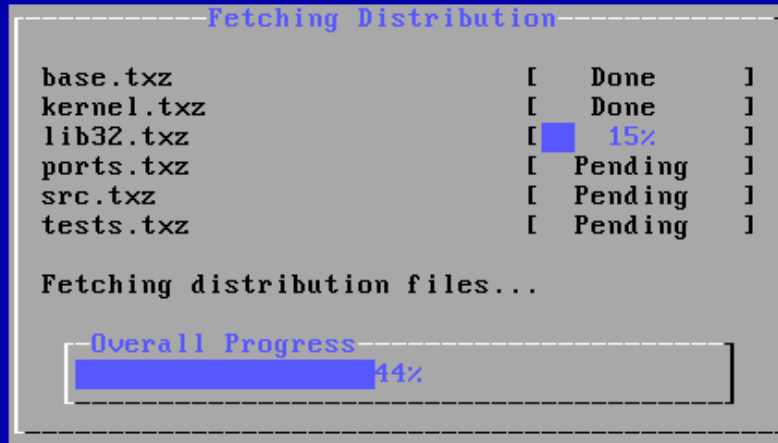 Fetching Distribution
base.txz [ Done ]
kernel.txz [ Done ]
lib32.txz [ 15% ]
ports.txz [ Pending ]
src.txz [ Pending ]
tests.txz [ Pending ]
Fetching distribution files...
Overall Progress
44%